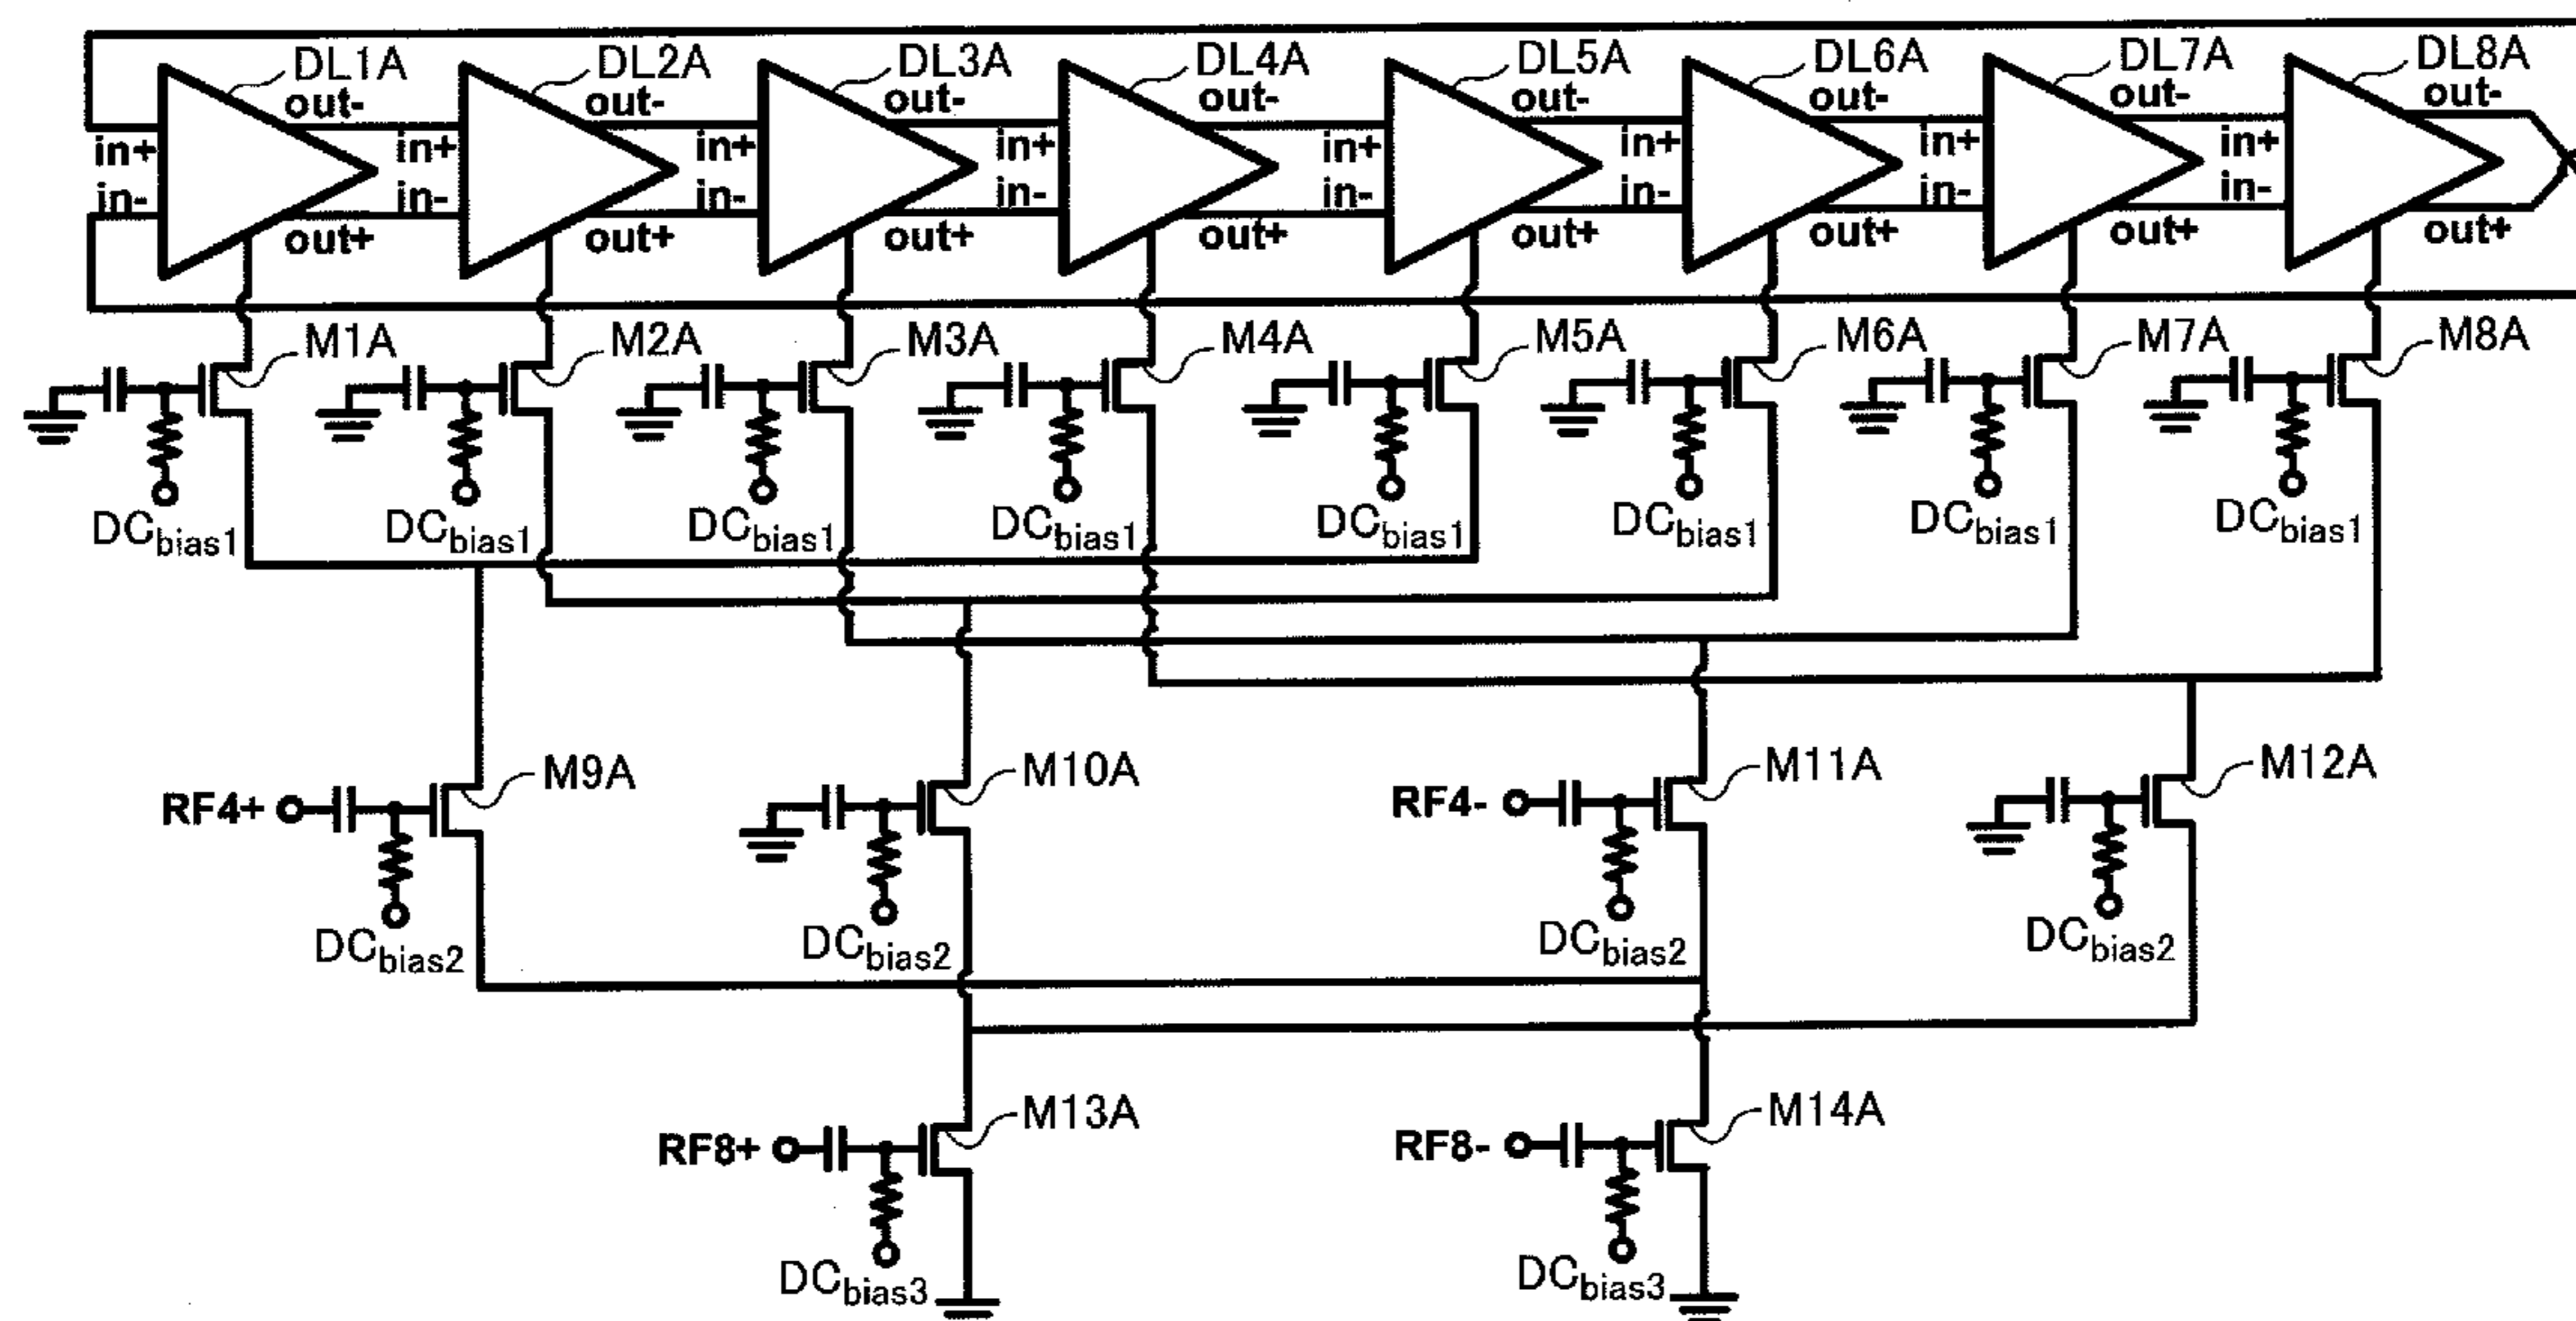 DL1A DL2A DL3A DL4A DL5A DL6A DL7A DL8A
out- out- out- out- out- out- out- out-
in+ in+ in+ in+ in+ in+ in+ in+
in- in- in- in- in- in- in- in-
out+ out+ out+ out+ out+ out+ out+ out+
M1A M2A M3A M4A M5A M6A M7A M8A
DCbias1 DCbias1 DCbias1 DCbias1 DCbias1 DCbias1 DCbias1 DCbias1
RF4+ M9A M10A RF4- M11A M12A
DCbias2 DCbias2 DCbias2 DCbias2
RF8+ M13A RF8- M14A
DCbias3 DCbias3